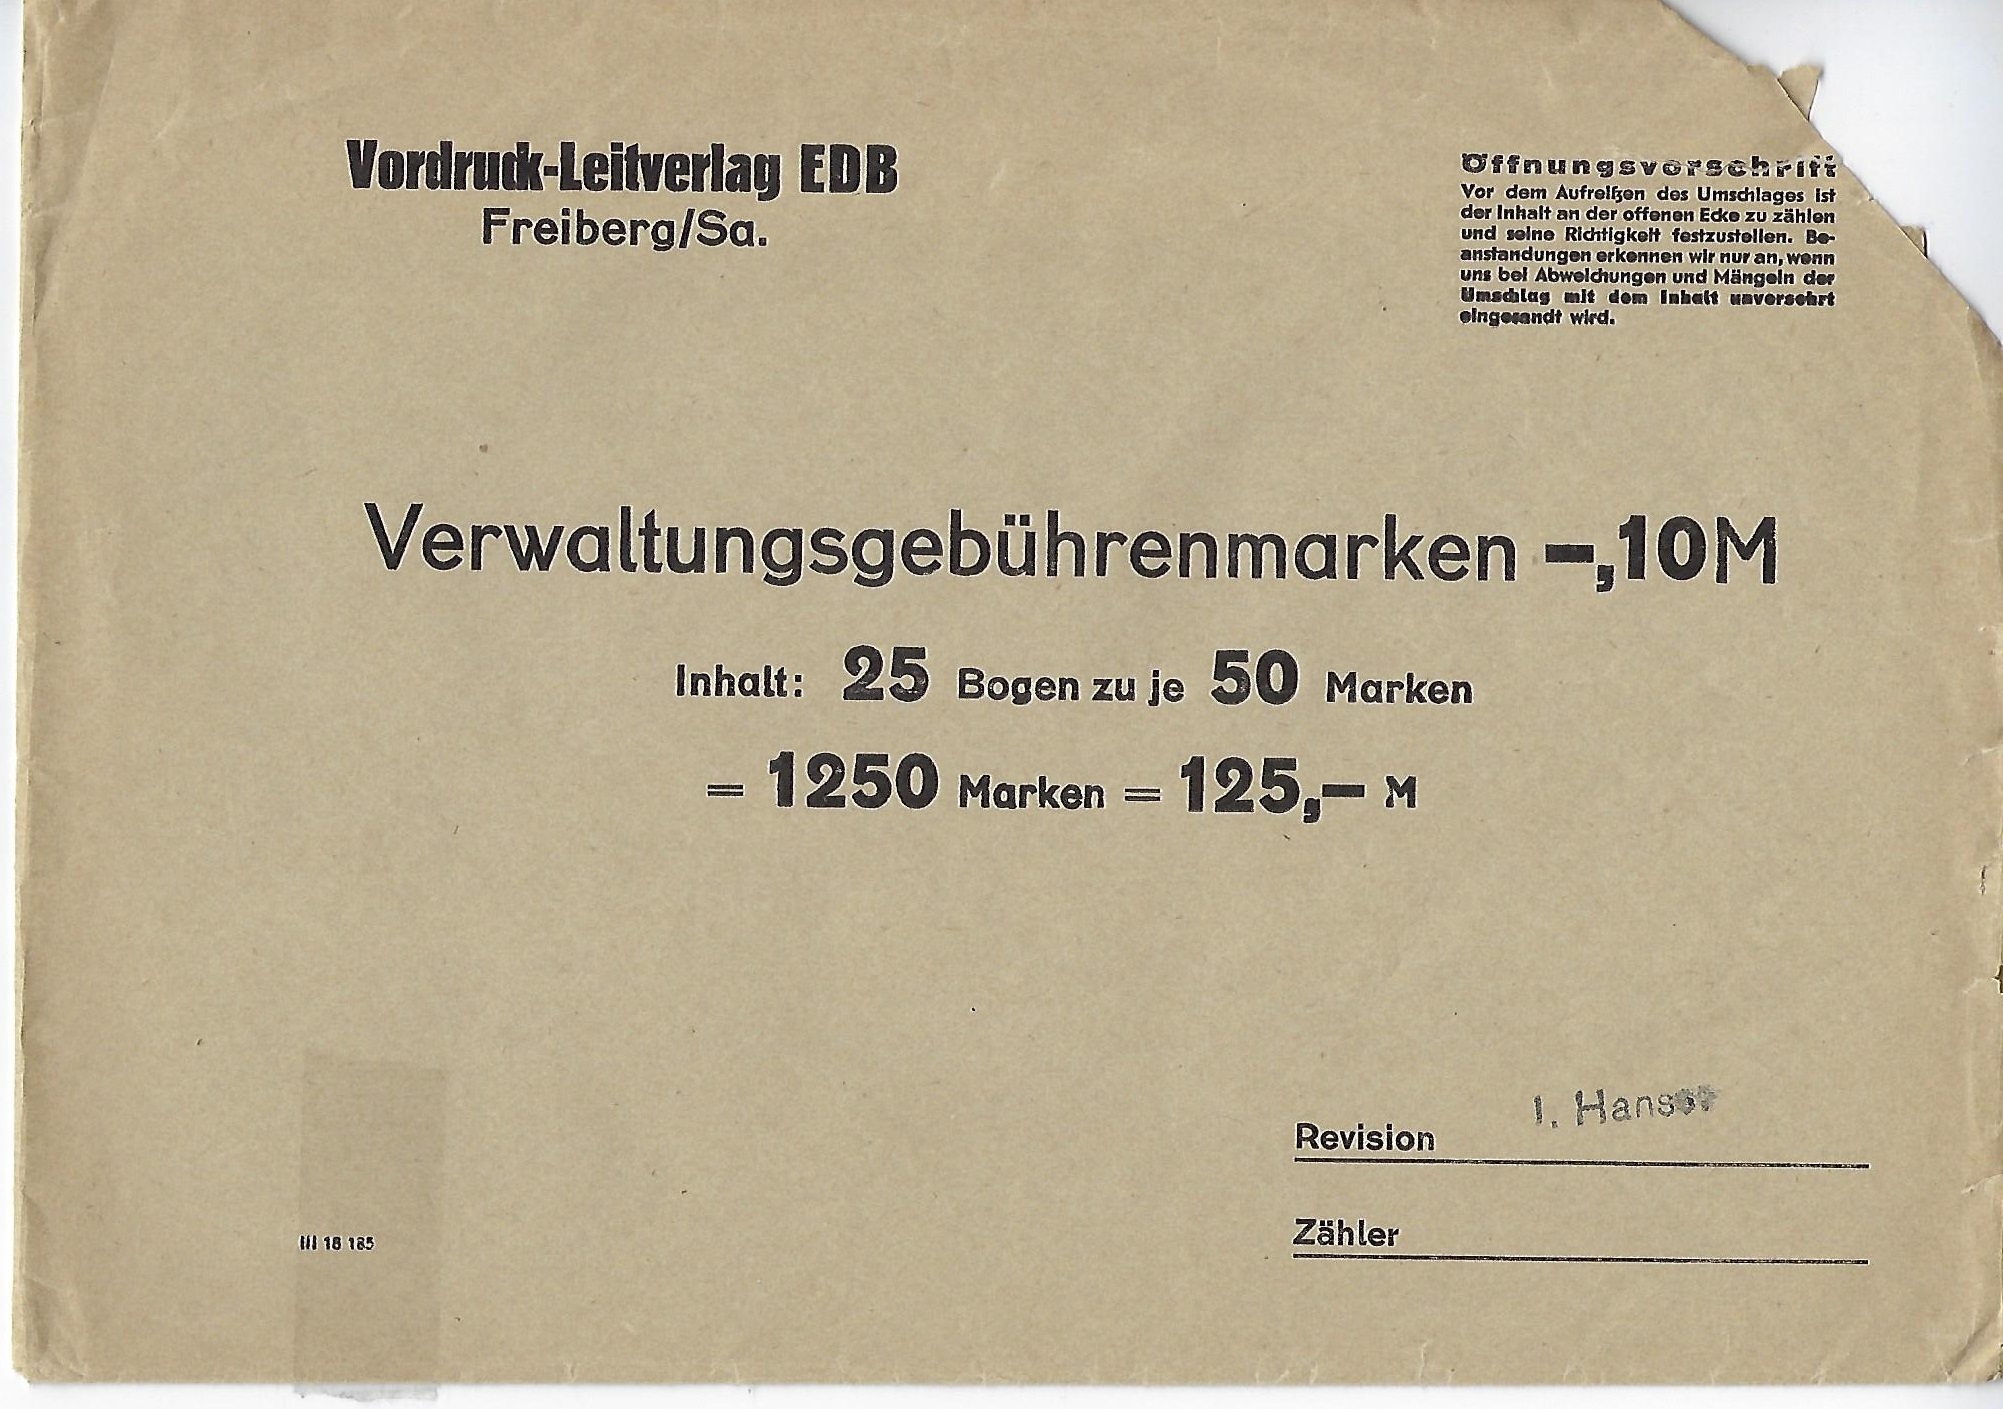 Vordruck-Leitverlag EDB
Freiberg/Sa.
Öffnungsvorschrift
Vor dem Aufreißen des Umschlages ist
der Inhalt an der offenen Ecke zu zählen
und seine Richtigkeit festzustellen. Be-
anstandungen erkennen wir nur an, wenn
uns bei Abweichungen und Mängeln der
Umschlag mit dem Inhalt unversehrt
eingesandt wird.
Verwaltungsgebührenmarken -,10 M
Inhalt: 25 Bogen zu je 50 Marken
= 1250 Marken = 125,- M
I.
Revision
Zähler
III 18 185